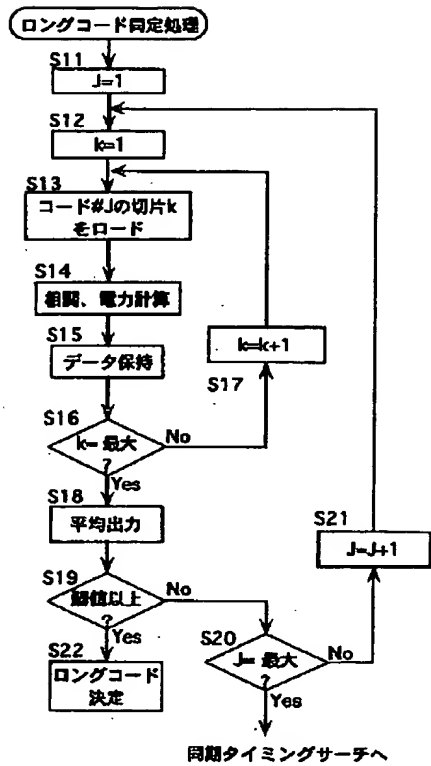 ロングコード同定処理
S11
J=1
S12
k=1
S13
コード#Jの切片k
をロード
S14
相関、電力計算
S15
データ保持
k=k+1
S17
S16
k= 最大
?
No
Yes
S18
平均出力
S21
J=J+1
S19
閾値以上
?
No
Yes
S20
J= 最大
?
No
Yes
S22
ロングコード
決定
同期タイミングサーチへ